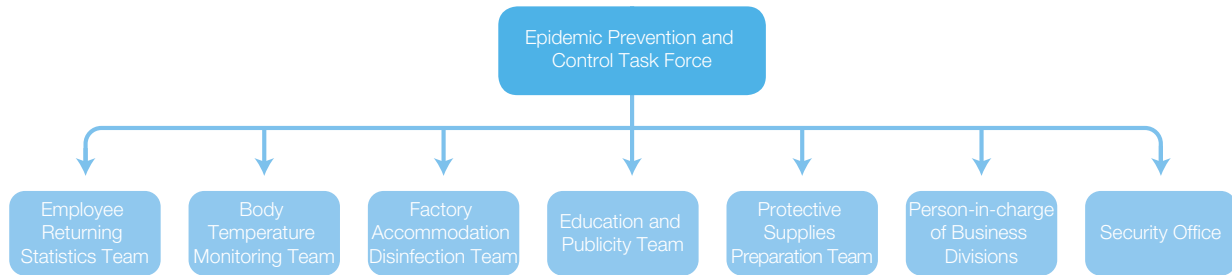 Epidemic Prevention and
Control Task Force
Employee
Returning
Statistics Team
Body
Temperature
Monitoring Team
Factory
Accommodation
Disinfection Team
Education and
Publicity Team
Protective
Supplies
Preparation Team
Person-in-charge
of Business
Divisions
Security Office